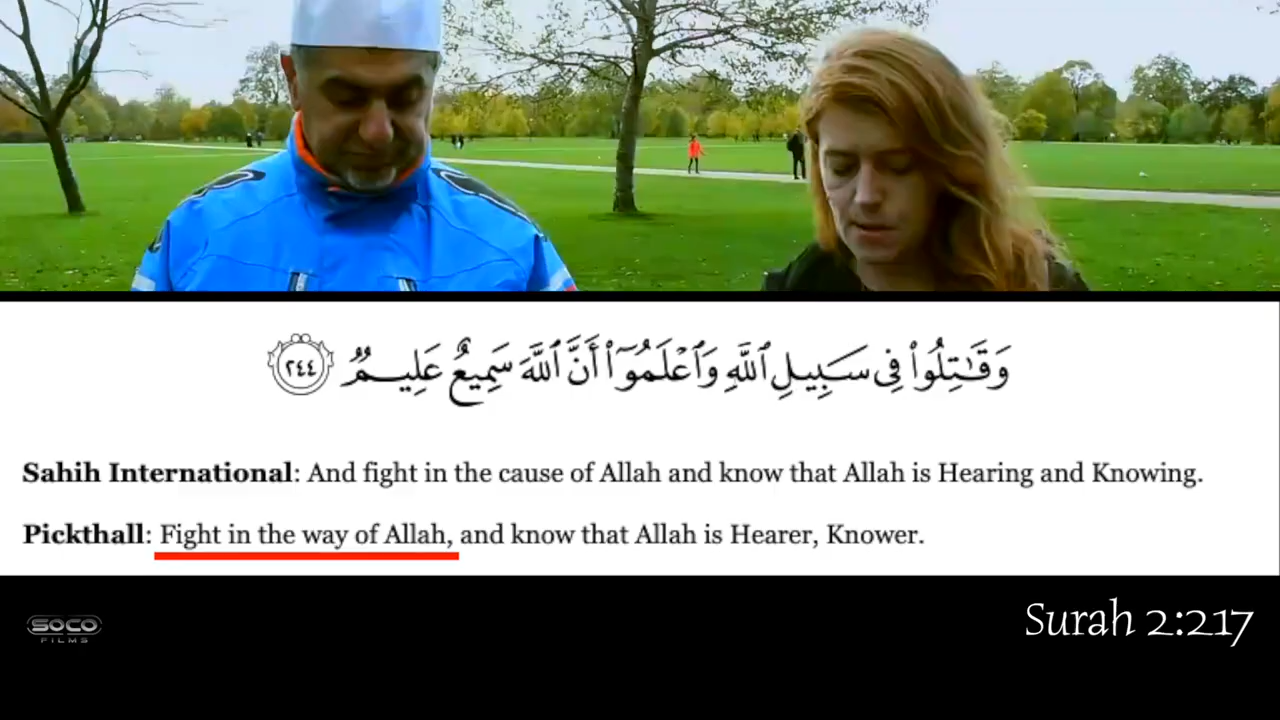 وَقَـٰتِلُوا۟ فِى سَبِيلِ ٱللَّهِ وَٱعْلَمُوٓا۟ أَنَّ ٱللَّهَ سَمِيعٌ عَلِيمٌ ٢٤٤
Sahih International: And fight in the cause of Allah and know that Allah is Hearing and Knowing.
Pickthall: Fight in the way of Allah, and know that Allah is Hearer, Knower.
SOCO
FILMS
Surah 2:217